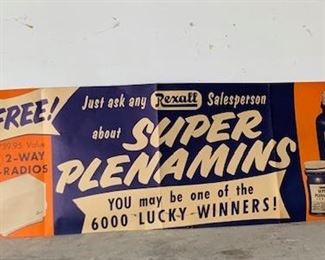 FREE!
$39.95 Value
2-WAY
RADIOS
Just ask any Rexall Salesperson
about SUPER
PLENAMINS
YOU may be one of the
6000 LUCKY WINNERS!